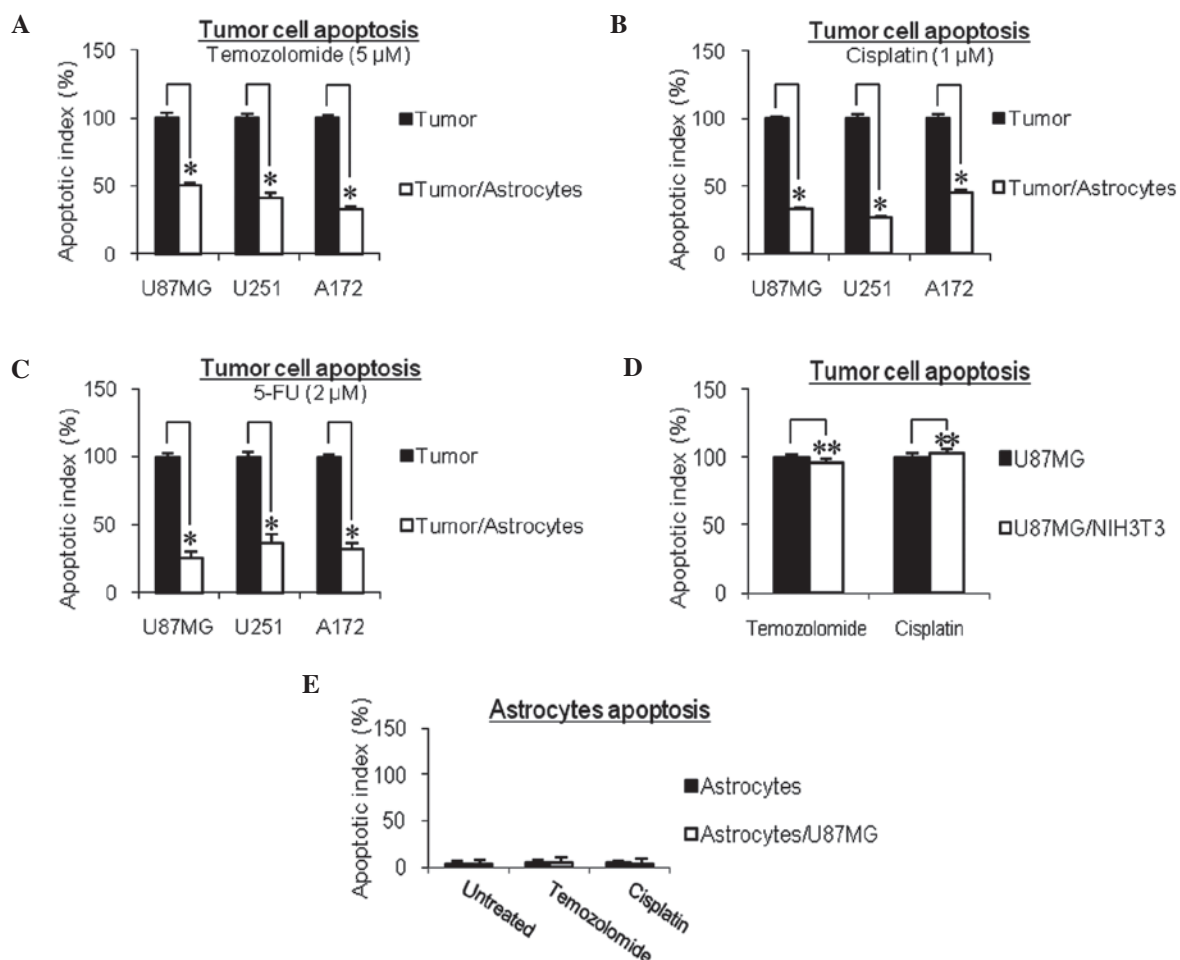 A
Tumor cell apoptosis
Temozolomide (5 µM)
Apoptotic index (%)
150
100
50
0
* * *
U87MG U251 A172
Tumor
Tumor/Astrocytes
B
Tumor cell apoptosis
Cisplatin (1 µM)
Apoptotic index (%)
150
100
50
0
* * *
U87MG U251 A172
Tumor
Tumor/Astrocytes
C
Tumor cell apoptosis
5-FU (2 µM)
Apoptotic index (%)
150
100
50
0
* * *
U87MG U251 A172
Tumor
Tumor/Astrocytes
D
Tumor cell apoptosis
Apoptotic index (%)
150
100
50
0
** **
Temozolomide Cisplatin
U87MG
U87MG/NIH3T3
E
Astrocytes apoptosis
Apoptotic index (%)
150
100
50
0
Untreated Temozolomide Cisplatin
Astrocytes
Astrocytes/U87MG